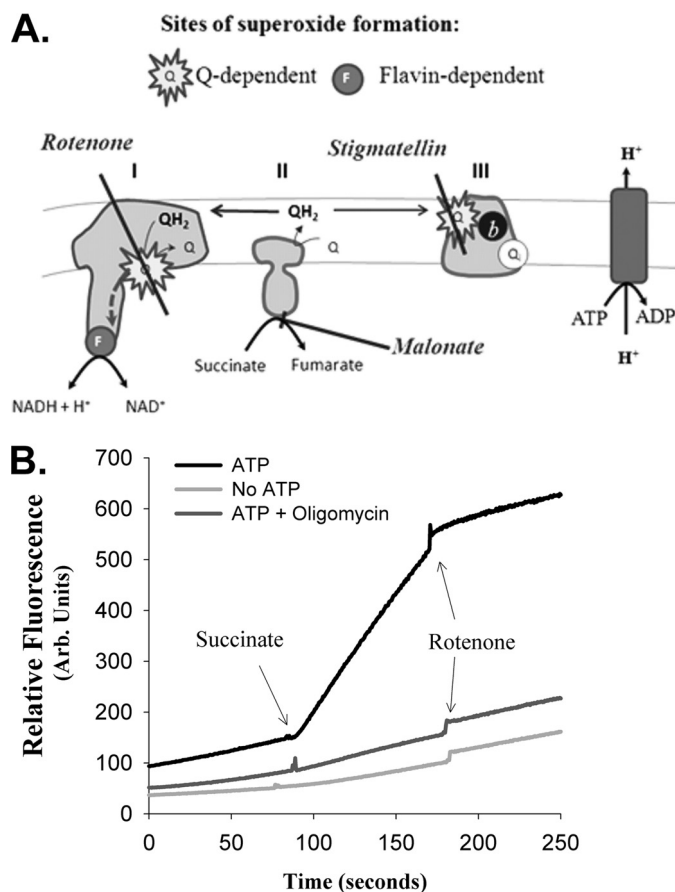 A.
Sites of superoxide formation:
Q Q-dependent F Flavin-dependent
Rotenone
Stigmatellin
I II III
H⁺
QH₂ QH₂ Q b
Q Q Q
Q
ATP ADP
F Succinate Fumarate Malonate H⁺
NADH + H⁺ NAD⁺
B.
700
600
500
400
300
200
100
0
Relative Fluorescence
(Arb. Units)
ATP
No ATP
ATP + Oligomycin
Succinate
Rotenone
0 50 100 150 200 250
Time (seconds)